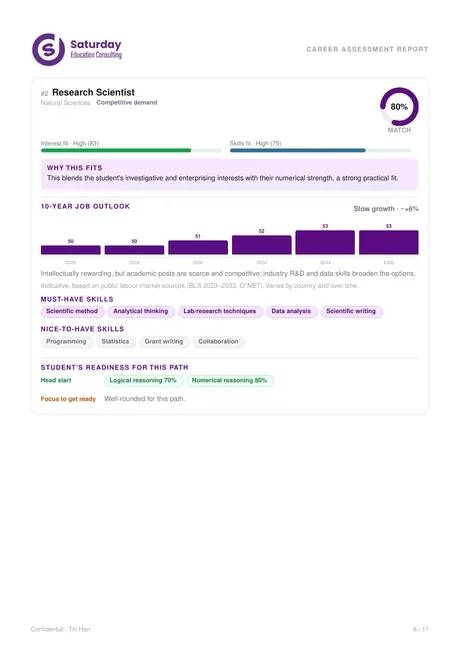 Saturday
Education Consulting
CAREER ASSESSMENT REPORT
#2 Research Scientist
Natural Sciences Competitive demand
80%
MATCH
Interest fit · High (83)
Skills fit · High (75)
WHY THIS FITS
This blends the student's investigative and enterprising interests with their numerical strength, a strong practical fit.
10-YEAR JOB OUTLOOK
Slow growth · ~+6%
50 50 51 52 53 53
2026 2028 2030 2032 2034 2036
Intellectually rewarding, but academic posts are scarce and competitive; industry R&D and data skills broaden the options.
Indicative, based on public labour-market sources (BLS 2023–2033, O*NET). Varies by country and over time.
MUST-HAVE SKILLS
Scientific method Analytical thinking Lab/research techniques Data analysis Scientific writing
NICE-TO-HAVE SKILLS
Programming Statistics Grant writing Collaboration
STUDENT'S READINESS FOR THIS PATH
Head start Logical reasoning 70% Numerical reasoning 80%
Focus to get ready Well-rounded for this path.
Confidential · Thi Han
6 / 11